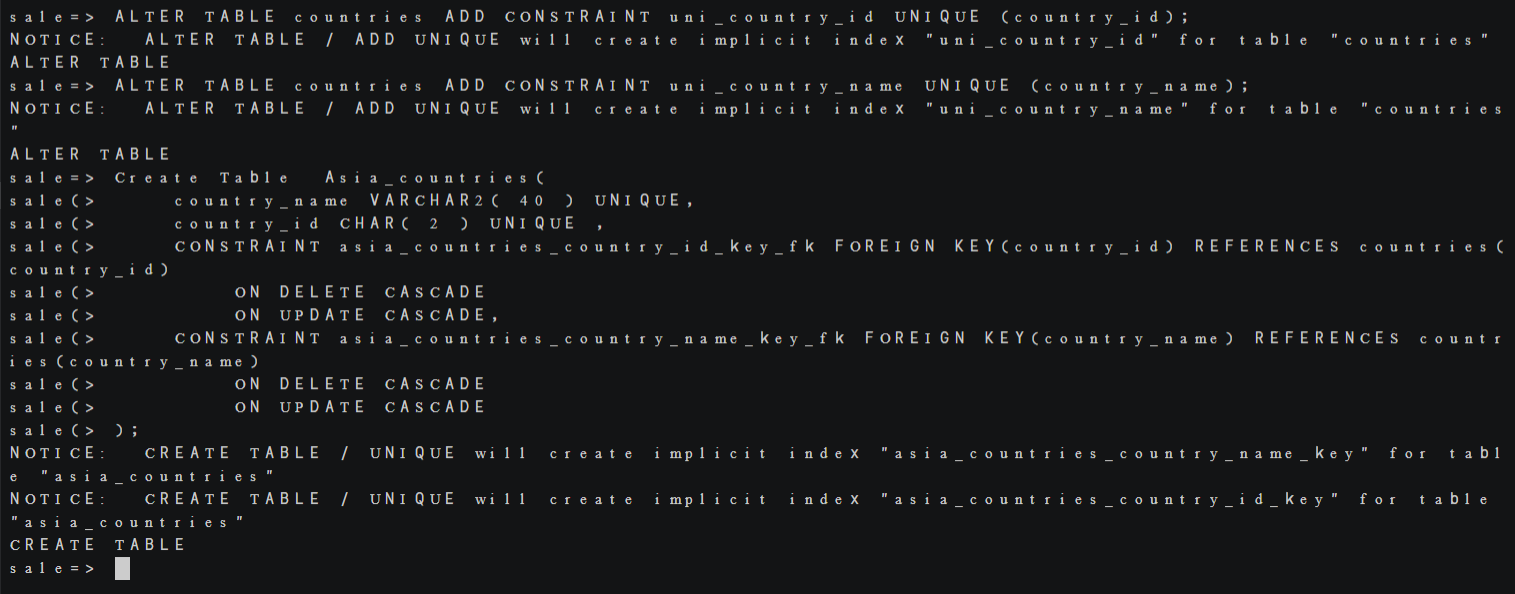 sale=> ALTER TABLE countries ADD CONSTRAINT uni_country_id UNIQUE (country_id);
NOTICE:  ALTER TABLE / ADD UNIQUE will create implicit index "uni_country_id" for table "countries"
ALTER TABLE
sale=> ALTER TABLE countries ADD CONSTRAINT uni_country_name UNIQUE (country_name);
NOTICE:  ALTER TABLE / ADD UNIQUE will create implicit index "uni_country_name" for table "countries
"
ALTER TABLE
sale=> Create Table  Asia_countries(
sale(>     country_name VARCHAR2( 40 ) UNIQUE,
sale(>     country_id CHAR( 2 ) UNIQUE ,
sale(>     CONSTRAINT asia_countries_country_id_key_fk FOREIGN KEY(country_id) REFERENCES countries(
country_id)
sale(>         ON DELETE CASCADE
sale(>         ON UPDATE CASCADE,
sale(>     CONSTRAINT asia_countries_country_name_key_fk FOREIGN KEY(country_name) REFERENCES countr
ies(country_name)
sale(>         ON DELETE CASCADE
sale(>         ON UPDATE CASCADE
sale(> );
NOTICE:  CREATE TABLE / UNIQUE will create implicit index "asia_countries_country_name_key" for tabl
e "asia_countries"
NOTICE:  CREATE TABLE / UNIQUE will create implicit index "asia_countries_country_id_key" for table
"asia_countries"
CREATE TABLE
sale=>